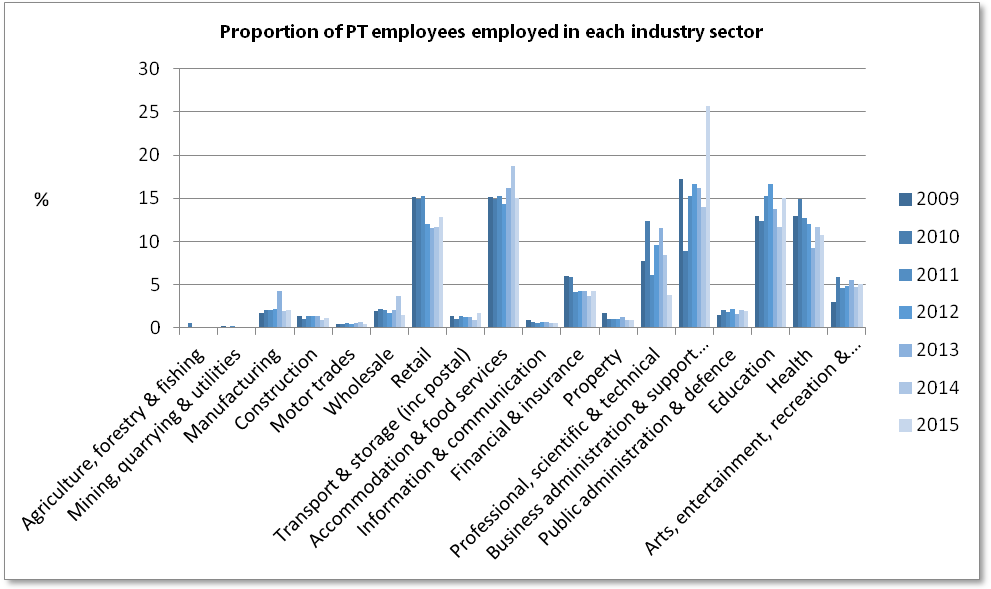 Proportion of PT employees employed in each industry sector
30
25
20
15
10
5
0
%
Agriculture, forestry & fishing
Mining, quarrying & utilities
Manufacturing
Construction
Motor trades
Wholesale
Retail
Transport & storage (inc postal)
Accommodation & food services
Information & communication
Financial & insurance
Property
Professional, scientific & technical
Business administration & support...
Public administration & defence
Education
Health
Arts, entertainment, recreation &...
2009
2010
2011
2012
2013
2014
2015